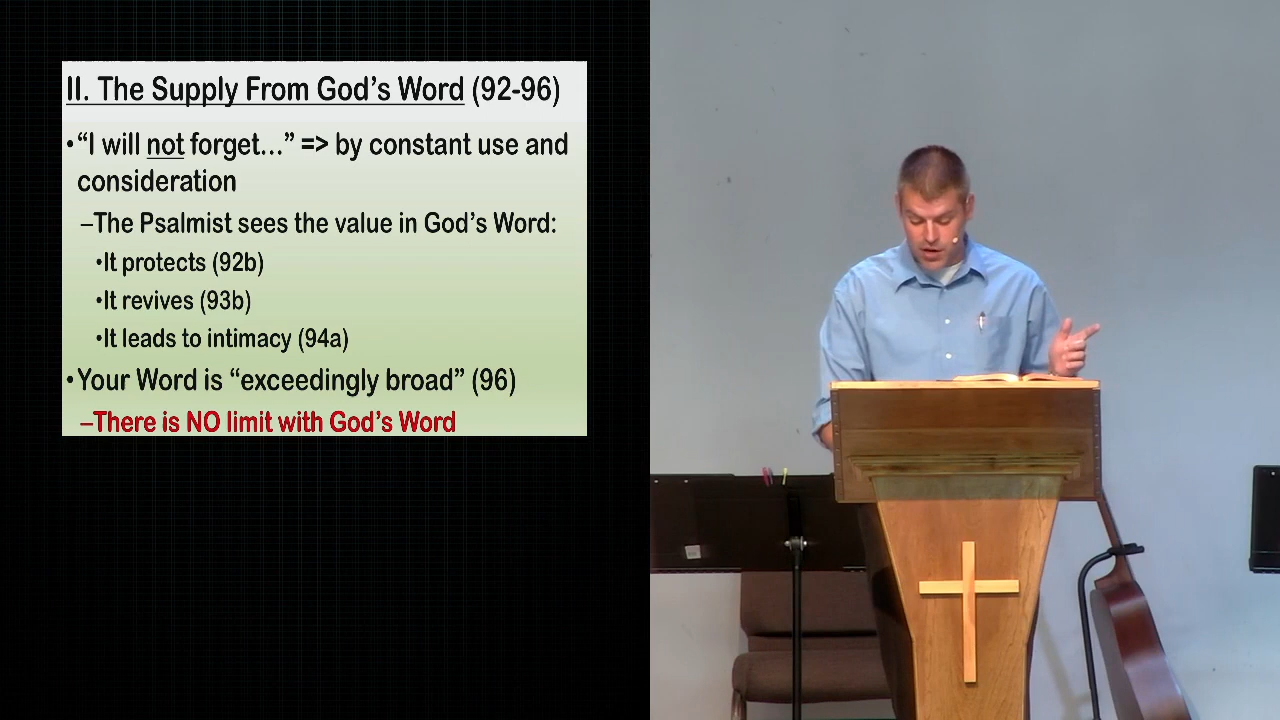 II. The Supply From God’s Word (92-96)
•“I will not forget…” => by constant use and
consideration
–The Psalmist sees the value in God’s Word:
•It protects (92b)
•It revives (93b)
•It leads to intimacy (94a)
•Your Word is “exceedingly broad” (96)
–There is NO limit with God’s Word